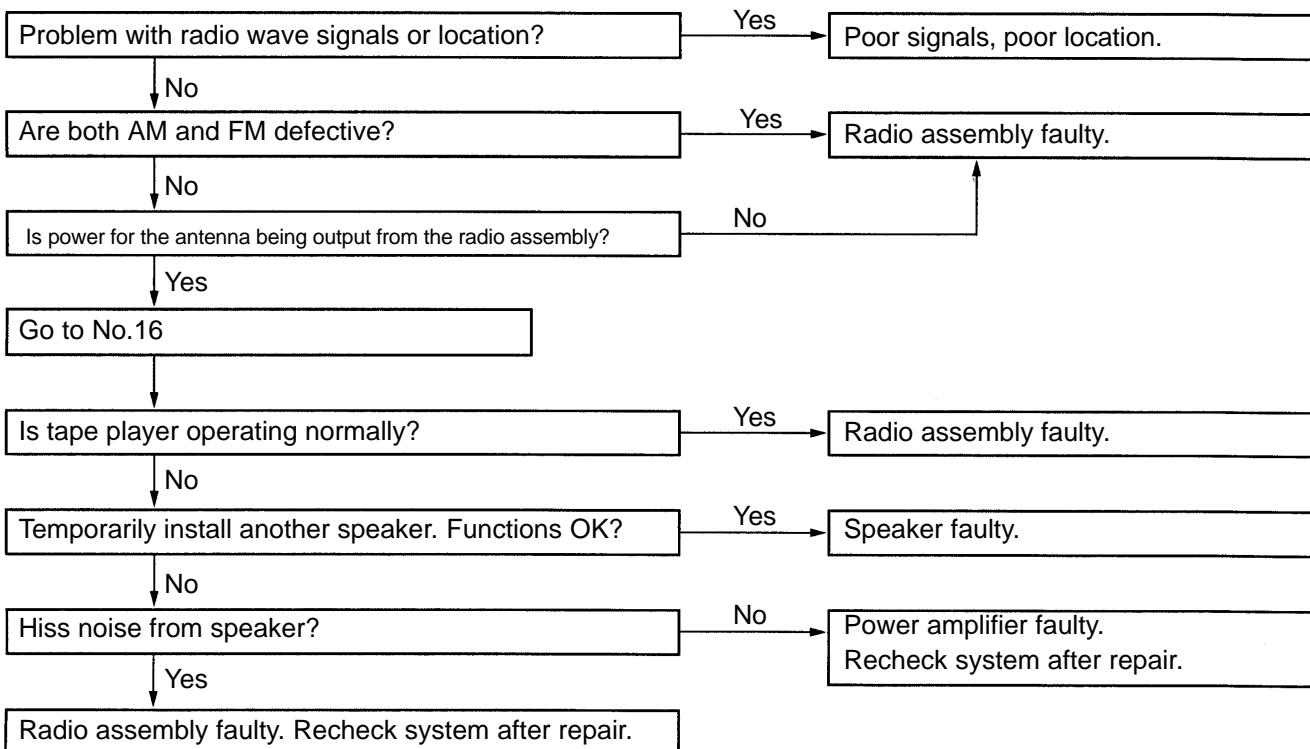 Problem with radio wave signals or location?
Yes
Poor signals, poor location.
No
Are both AM and FM defective?
Yes
Radio assembly faulty.
No
Is power for the antenna being output from the radio assembly?
No
Yes
Go to No.16
Is tape player operating normally?
Yes
Radio assembly faulty.
No
Temporarily install another speaker. Functions OK?
Yes
Speaker faulty.
No
Hiss noise from speaker?
No
Power amplifier faulty.
Recheck system after repair.
Yes
Radio assembly faulty. Recheck system after repair.